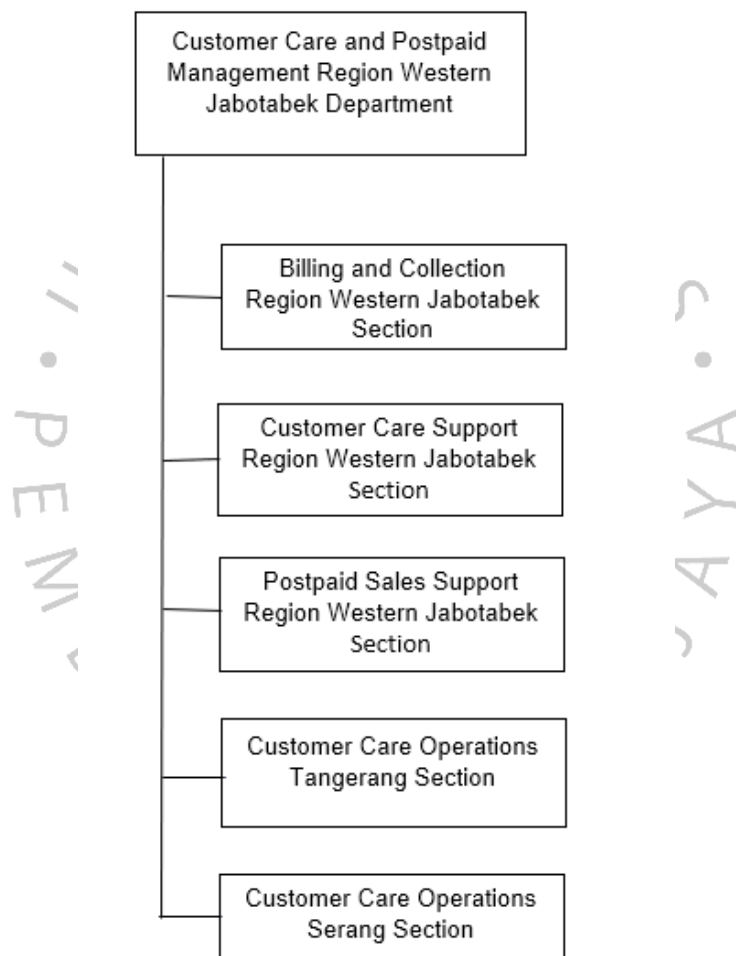 Customer Care and Postpaid
Management Region Western
Jabotabek Department
Billing and Collection
Region Western Jabotabek
Section
Customer Care Support
Region Western Jabotabek
Section
Postpaid Sales Support
Region Western Jabotabek
Section
Customer Care Operations
Tangerang Section
Customer Care Operations
Serang Section